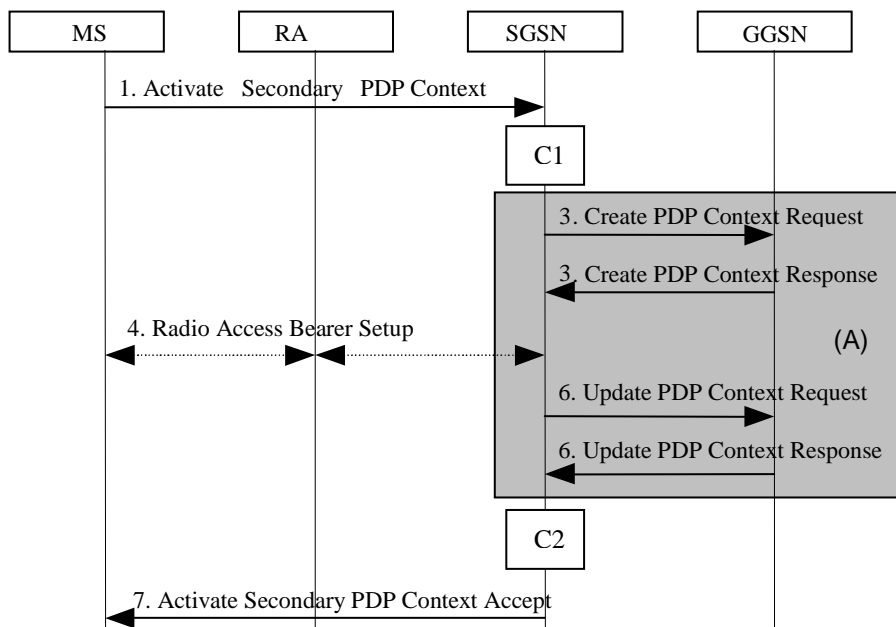 MS RA SGSN GGSN
1. Activate Secondary PDP Context
C1
3. Create PDP Context Request
3. Create PDP Context Response
4. Radio Access Bearer Setup
(A)
6. Update PDP Context Request
6. Update PDP Context Response
C2
7. Activate Secondary PDP Context Accept